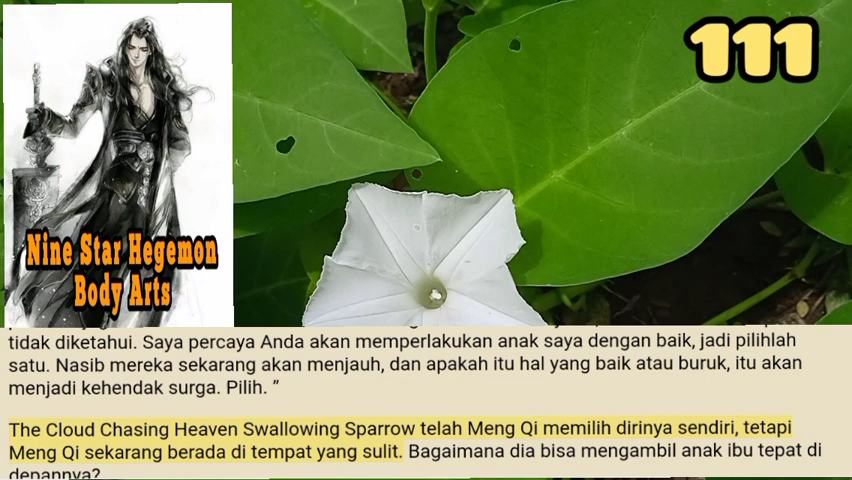 111
Nine Star Hegemon
Body Arts
tidak diketahui. Saya percaya Anda akan memperlakukan anak saya dengan baik, jadi pilihlah
satu. Nasib mereka sekarang akan menjauh, dan apakah itu hal yang baik atau buruk, itu akan
menjadi kehendak surga. Pilih. ”
The Cloud Chasing Heaven Swallowing Sparrow telah Meng Qi memilih dirinya sendiri, tetapi
Meng Qi sekarang berada di tempat yang sulit. Bagaimana dia bisa mengambil anak ibu tepat di
depannya?